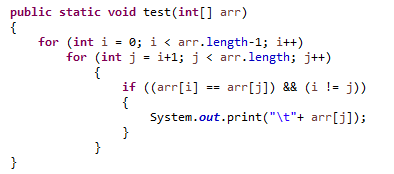 public static void test(int[] arr)
{
    for (int i = 0; i < arr.length-1; i++)
        for (int j = i+1; j < arr.length; j++)
            {
                if ((arr[i] == arr[j]) && (i != j))
                {
                    System.out.print("\t"+ arr[j]);
                }
            }
}